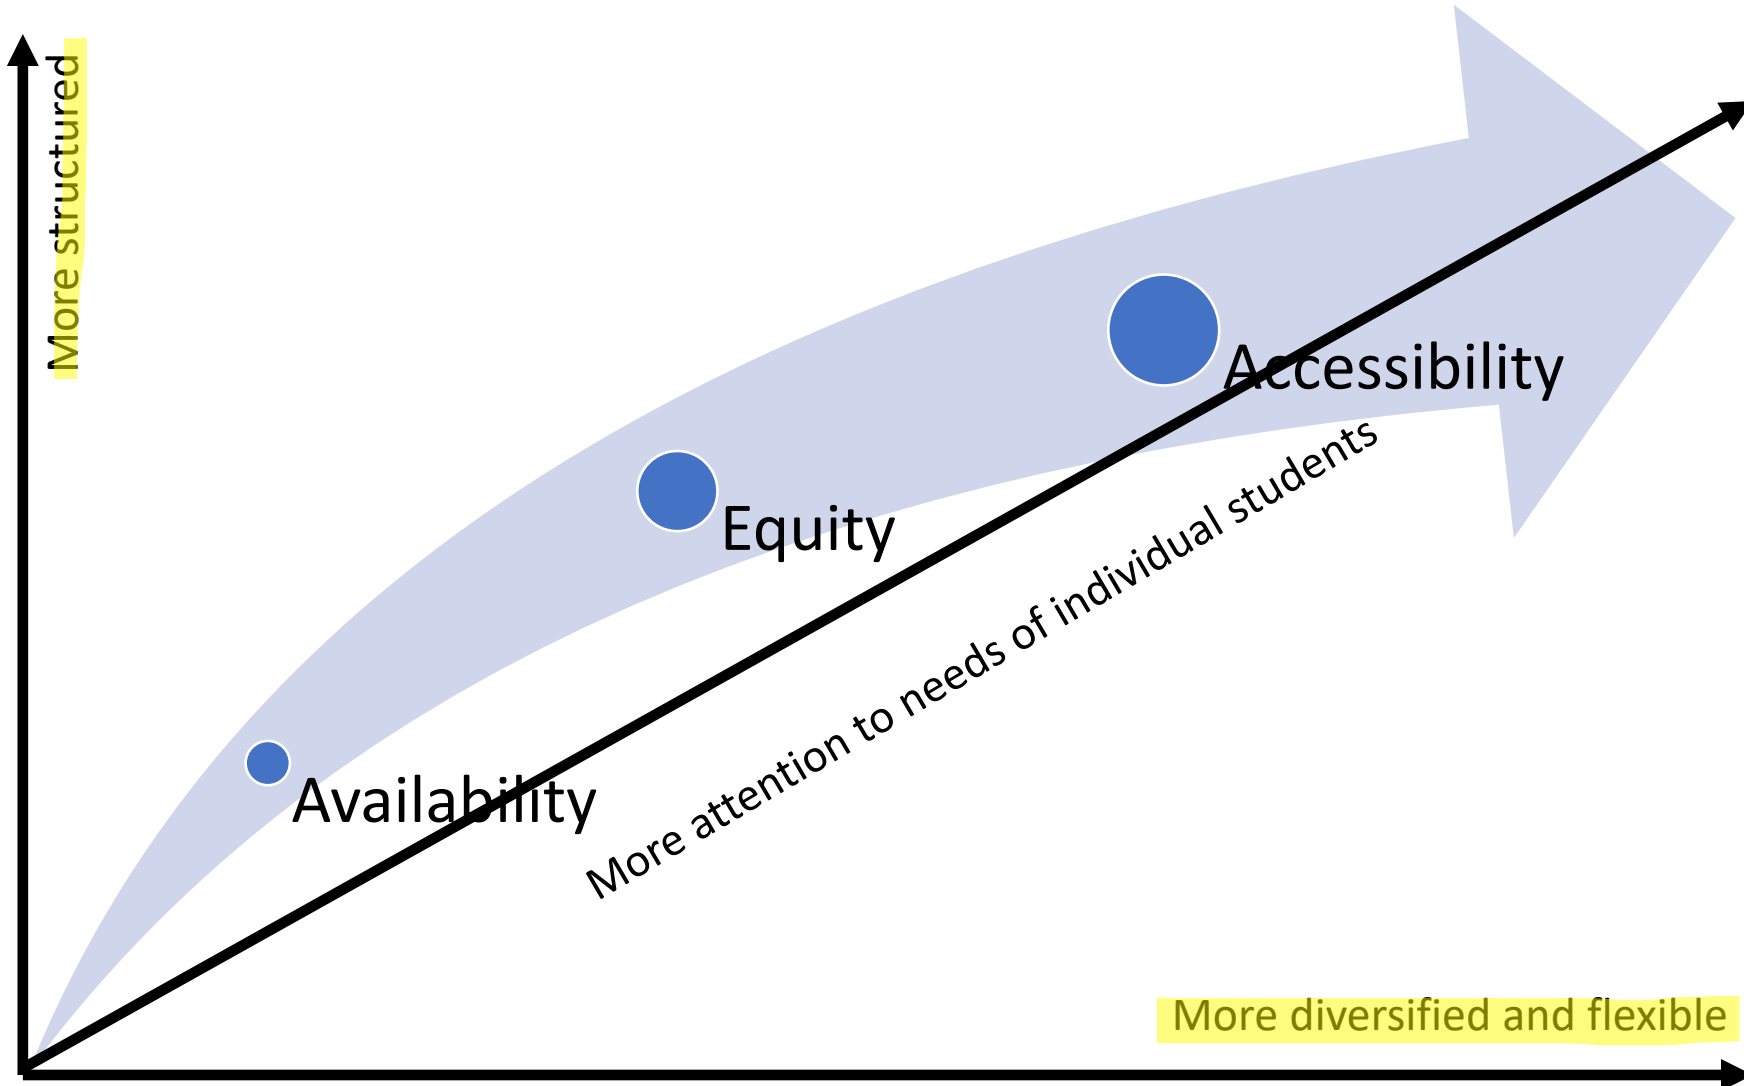 More structured
Accessibility
Equity
More attention to needs of individual students
Availability
More diversified and flexible